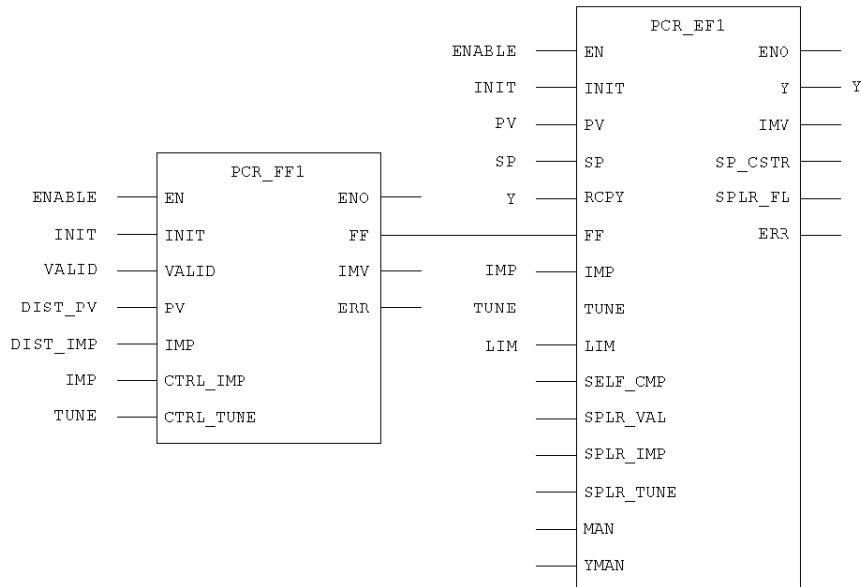 PCR_EF1
ENABLE EN ENO
INIT INIT Y Y
PV PV IMV
SP SP SP_CSTR
Y RCPY SPLR_FL
FF ERR
IMP IMP
TUNE TUNE
LIM LIM
SELF_CMP
SPLR_VAL
SPLR_IMP
SPLR_TUNE
MAN
YMAN
PCR_FF1
ENABLE EN ENO
INIT INIT FF
VALID VALID IMV
DIST_PV PV ERR
DIST_IMP IMP
IMP CTRL_IMP
TUNE CTRL_TUNE